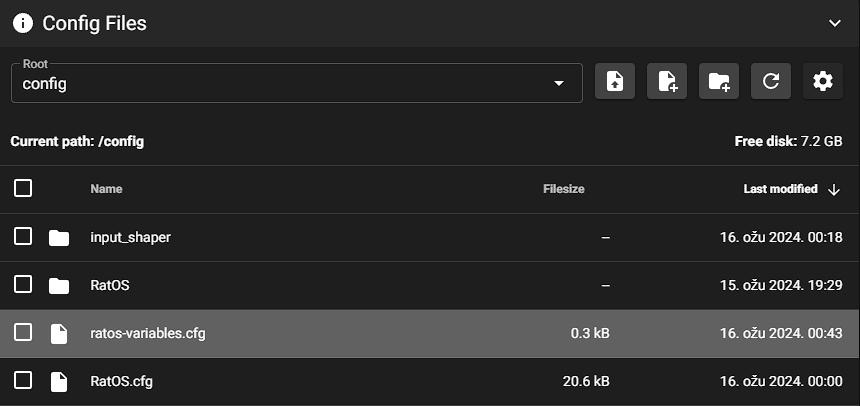 Config Files
Root
config
Current path: /config Free disk: 7.2 GB
Name Filesize Last modified
input_shaper -- 16. ožu 2024. 00:18
RatOS -- 15. ožu 2024. 19:29
ratos-variables.cfg 0.3 kB 16. ožu 2024. 00:43
RatOS.cfg 20.6 kB 16. ožu 2024. 00:00